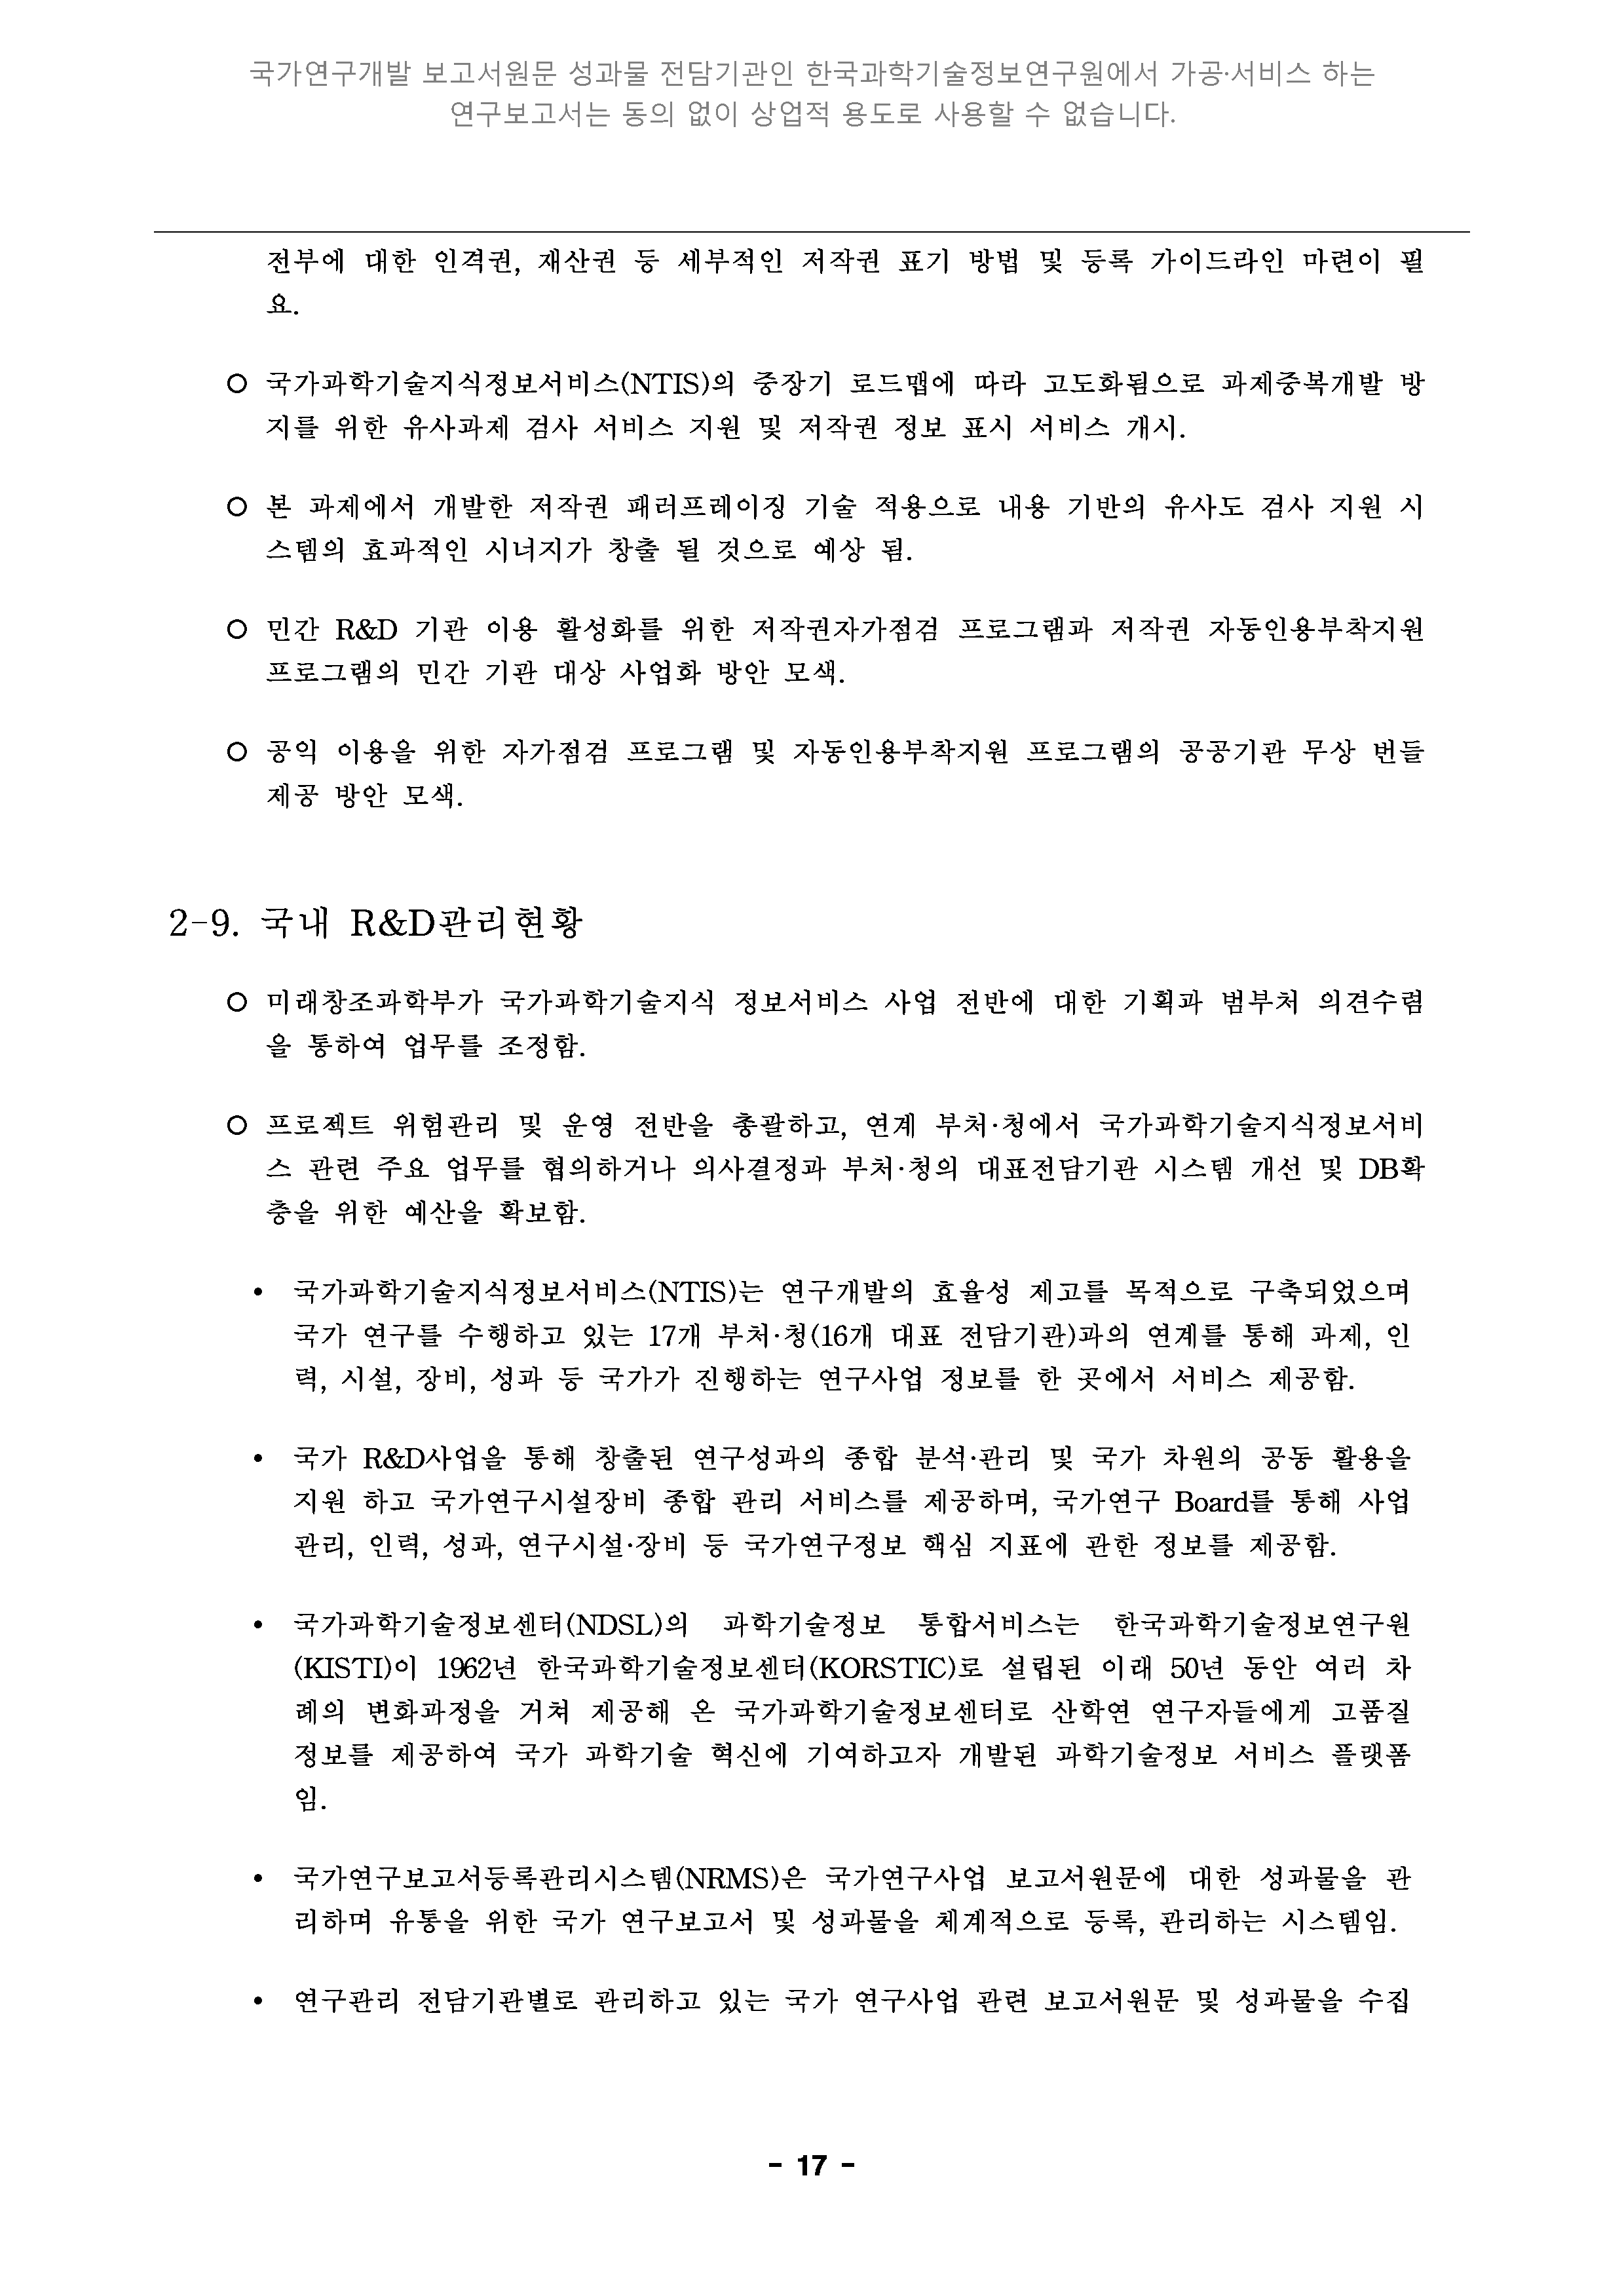 국가연구개발 보고서원문 성과물 전담기관인 한국과학기술정보연구원에서 가공·서비스 하는
연구보고서는 동의 없이 상업적 용도로 사용할 수 없습니다.
전부에 대한 인격권, 재산권 등 세부적인 저작권 표기 방법 및 등록 가이드라인 마련이 필
요.
○ 국가과학기술지식정보서비스(NTIS)의 중장기 로드맵에 따라 고도화됨으로 과제중복개발 방
지를 위한 유사과제 검사 서비스 지원 및 저작권 정보 표시 서비스 개시.
○ 본 과제에서 개발한 저작권 패러프레이징 기술 적용으로 내용 기반의 유사도 검사 지원 시
스템의 효과적인 시너지가 창출 될 것으로 예상 됨.
○ 민간 R&D 기관 이용 활성화를 위한 저작권자가점검 프로그램과 저작권 자동인용부착지원
프로그램의 민간 기관 대상 사업화 방안 모색.
○ 공익 이용을 위한 자가점검 프로그램 및 자동인용부착지원 프로그램의 공공기관 무상 번들
제공 방안 모색.
2-9. 국내 R&D관리현황
○ 미래창조과학부가 국가과학기술지식 정보서비스 사업 전반에 대한 기획과 범부처 의견수렴
을 통하여 업무를 조정함.
○ 프로젝트 위험관리 및 운영 전반을 총괄하고, 연계 부처·청에서 국가과학기술지식정보서비
스 관련 주요 업무를 협의하거나 의사결정과 부처·청의 대표전담기관 시스템 개선 및 DB확
충을 위한 예산을 확보함.
• 국가과학기술지식정보서비스(NTIS)는 연구개발의 효율성 제고를 목적으로 구축되었으며
국가 연구를 수행하고 있는 17개 부처·청(16개 대표 전담기관)과의 연계를 통해 과제, 인
력, 시설, 장비, 성과 등 국가가 진행하는 연구사업 정보를 한 곳에서 서비스 제공함.
• 국가 R&D사업을 통해 창출된 연구성과의 종합 분석·관리 및 국가 차원의 공동 활용을
지원 하고 국가연구시설장비 종합 관리 서비스를 제공하며, 국가연구 Board를 통해 사업
관리, 인력, 성과, 연구시설·장비 등 국가연구정보 핵심 지표에 관한 정보를 제공함.
• 국가과학기술정보센터(NDSL)의 과학기술정보 통합서비스는 한국과학기술정보연구원
(KISTI)이 1962년 한국과학기술정보센터(KORSTIC)로 설립된 이래 50년 동안 여러 차
례의 변화과정을 거쳐 제공해 온 국가과학기술정보센터로 산학연 연구자들에게 고품질
정보를 제공하여 국가 과학기술 혁신에 기여하고자 개발된 과학기술정보 서비스 플랫폼
임.
• 국가연구보고서등록관리시스템(NRMS)은 국가연구사업 보고서원문에 대한 성과물을 관
리하며 유통을 위한 국가 연구보고서 및 성과물을 체계적으로 등록, 관리하는 시스템임.
• 연구관리 전담기관별로 관리하고 있는 국가 연구사업 관련 보고서원문 및 성과물을 수집
- 17 -